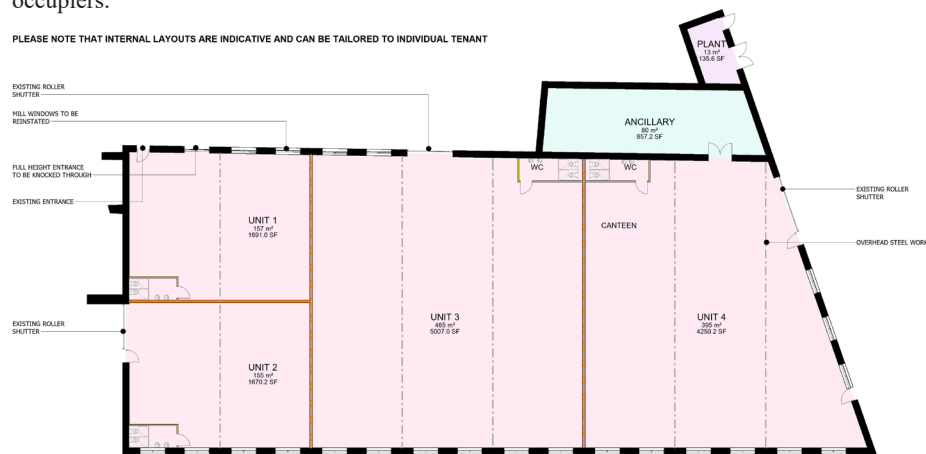 occupiers.
PLEASE NOTE THAT INTERNAL LAYOUTS ARE INDICATIVE AND CAN BE TAILORED TO INDIVIDUAL TENANT
PLANT
13 m²
135.6 SF
EXISTING ROLLER
SHUTTER
MILL WINDOWS TO BE
REINSTATED
ANCILLARY
80 m²
857.2 SF
FULL HEIGHT ENTRANCE
TO BE KNOCKED THROUGH
WC
WC
EXISTING ROLLER
SHUTTER
EXISTING ENTRANCE
UNIT 1
157 m²
1691.0 SF
CANTEEN
OVERHEAD STEEL WORK
EXISTING ROLLER
SHUTTER
UNIT 3
465 m²
5007.0 SF
UNIT 4
395 m²
4250.2 SF
UNIT 2
155 m²
1670.2 SF